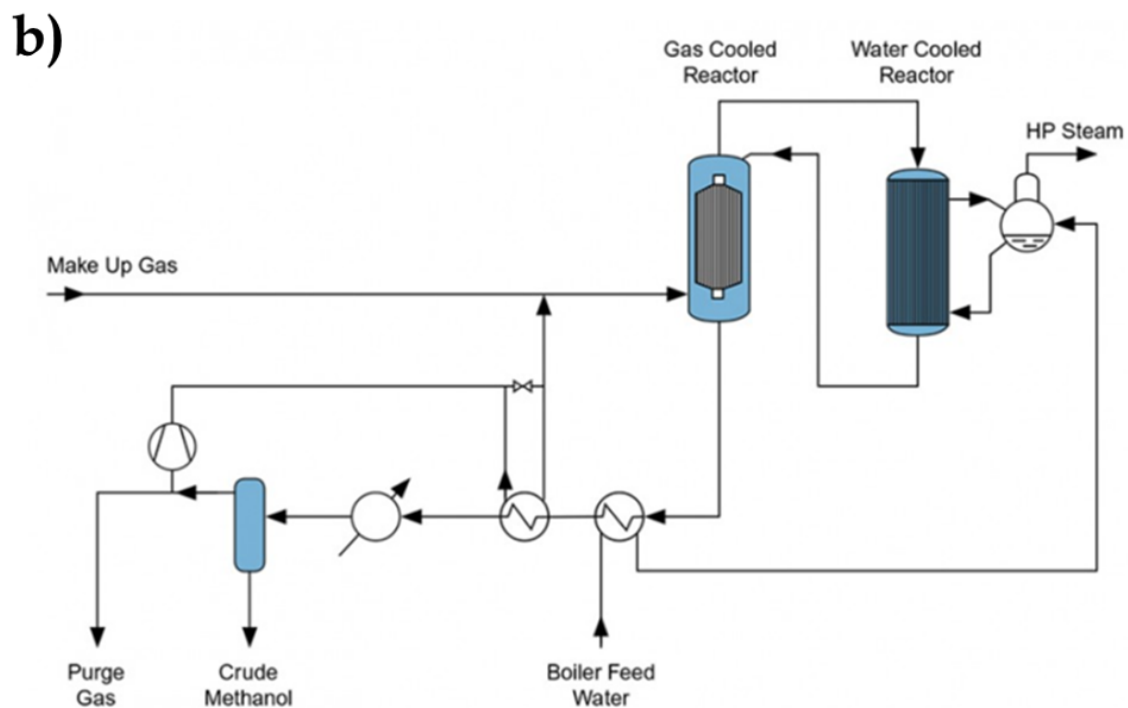 b)
Gas Cooled
Reactor
Water Cooled
Reactor
HP Steam
Make Up Gas
Purge
Gas
Crude
Methanol
Boiler Feed
Water